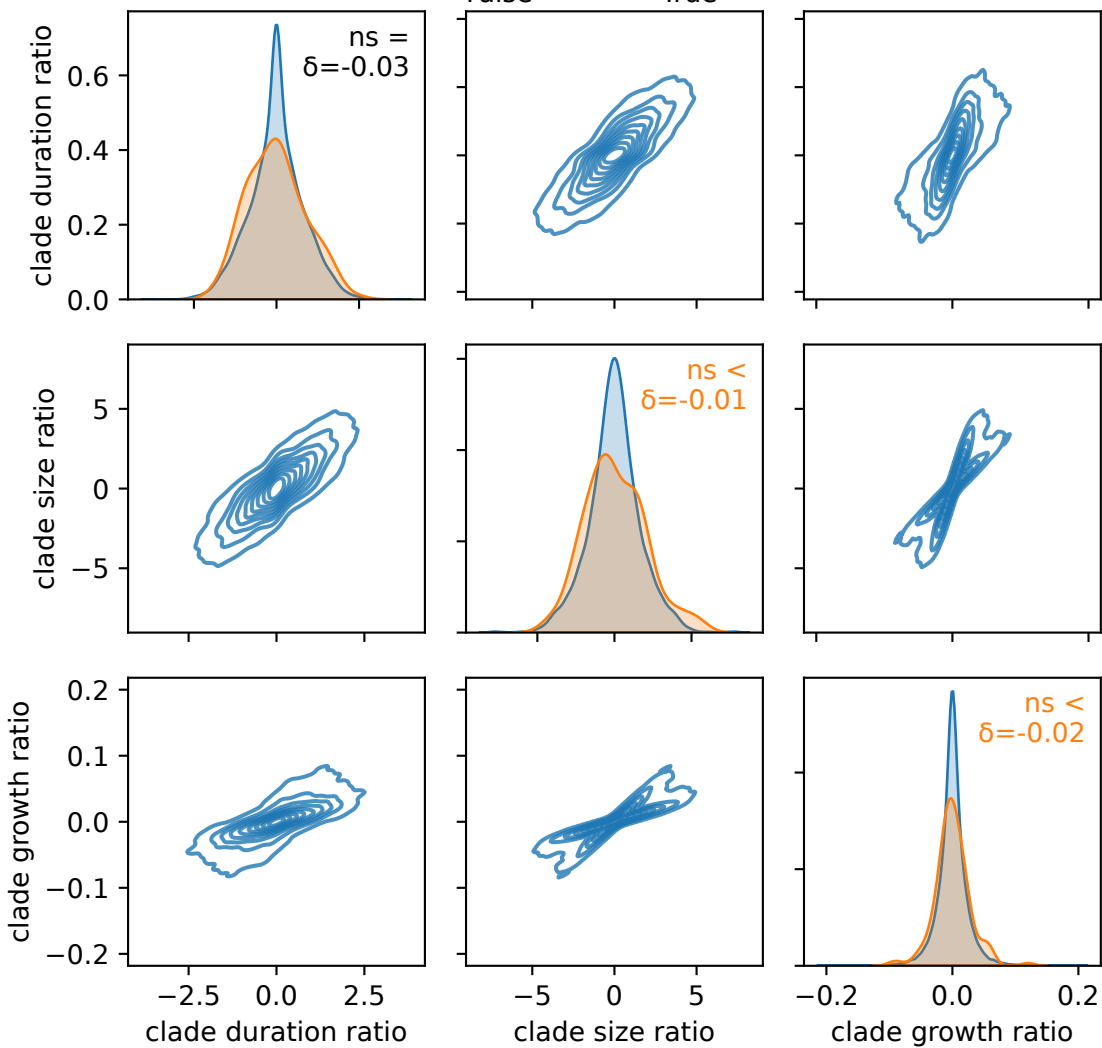 clade duration ratio
0.6
0.4
0.2
0.0
ns =
δ=-0.03
clade size ratio
5
0
−5
ns <
δ=-0.01
clade growth ratio
0.2
0.1
0.0
−0.1
−0.2
ns <
δ=-0.02
−2.5 0.0 2.5
clade duration ratio
−5 0 5
clade size ratio
−0.2 0.0 0.2
clade growth ratio